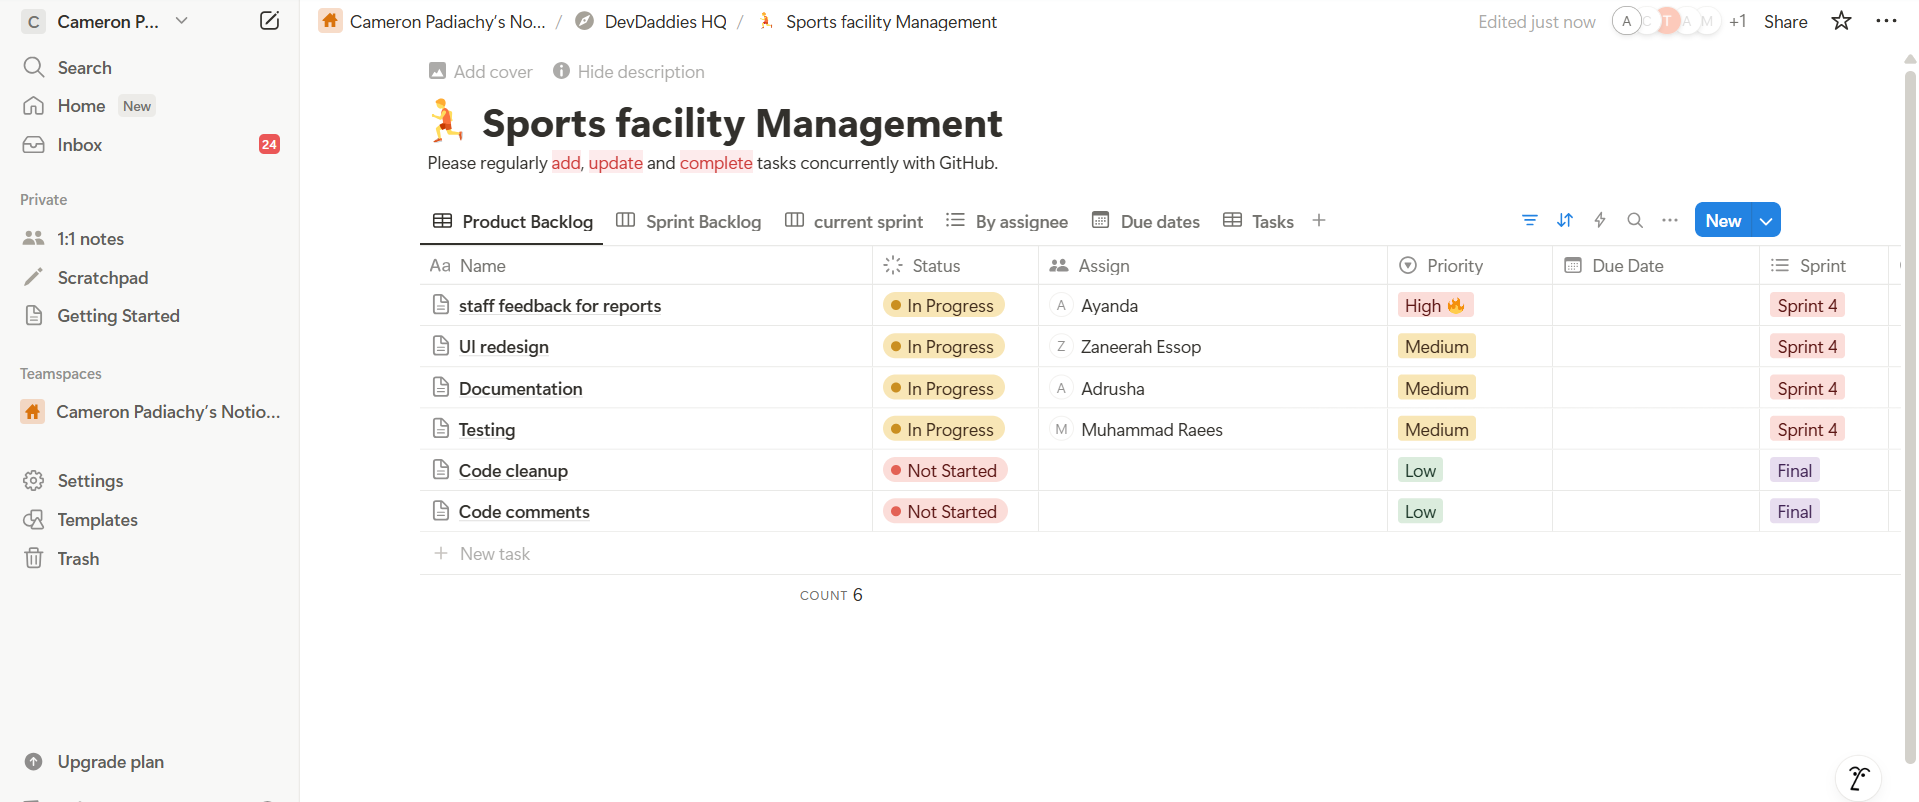 C Cameron P...
Search
Home New
Inbox 24
Private
1:1 notes
Scratchpad
Getting Started
Teamspaces
Cameron Padiachy's Notio...
Settings
Templates
Trash
Upgrade plan
Cameron Padiachy's No... / DevDaddies HQ / Sports facility Management
Edited just now A C T A M +1 Share
Add cover Hide description
Sports facility Management
Please regularly add, update and complete tasks concurrently with GitHub.
Product Backlog Sprint Backlog current sprint By assignee Due dates Tasks New
Aa Name Status Assign Priority Due Date Sprint
staff feedback for reports In Progress A Ayanda High Sprint 4
UI redesign In Progress Z Zaneerah Essop Medium Sprint 4
Documentation In Progress A Adrusha Medium Sprint 4
Testing In Progress M Muhammad Raees Medium Sprint 4
Code cleanup Not Started Low Final
Code comments Not Started Low Final
+ New task
COUNT 6